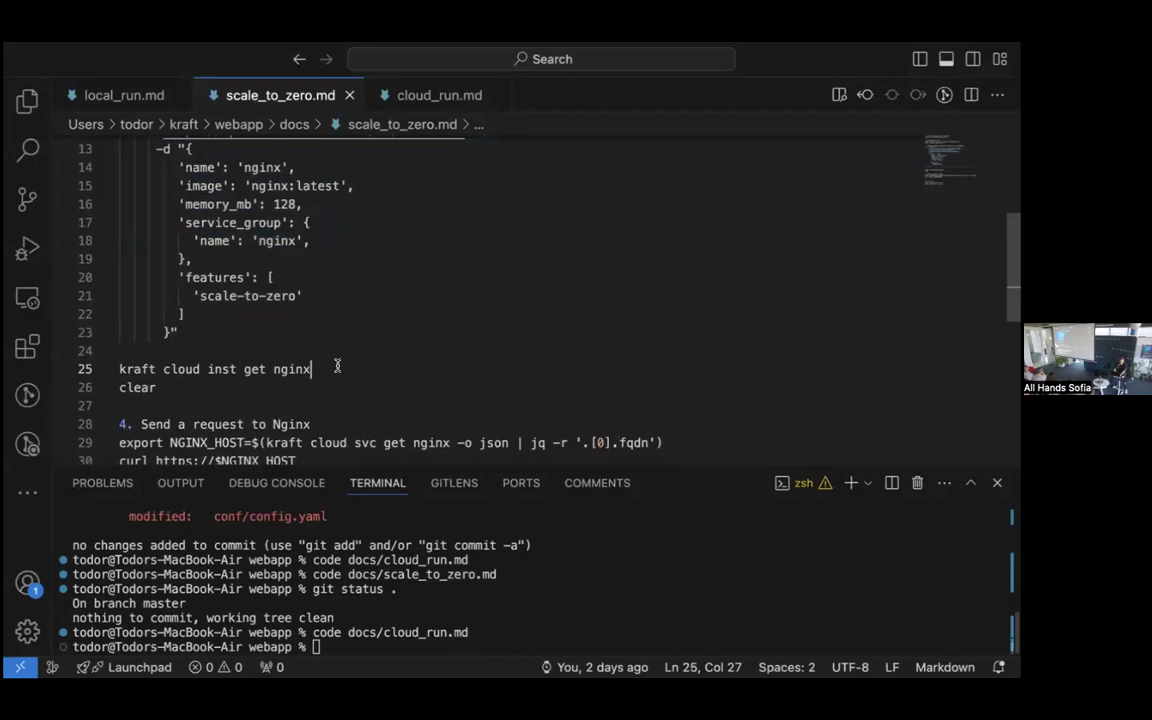 Search
local_run.md
scale_to_zero.md
cloud_run.md
Users > todor > kraft > webapp > docs > scale_to_zero.md > ...
13 -d "{
14 'name': 'nginx',
15 'image': 'nginx:latest',
16 'memory_mb': 128,
17 'service_group': {
18 'name': 'nginx',
19 },
20 'features': [
21 'scale-to-zero'
22 ]
23 }"
24
25 kraft cloud inst get nginx
26 clear
27
28 4. Send a request to Nginx
29 export NGINX_HOST=$(kraft cloud svc get nginx -o json | jq -r '.[0].fqdn')
30 curl https://$NGINX_HOST
PROBLEMS OUTPUT DEBUG CONSOLE TERMINAL GITLENS PORTS COMMENTS
zsh
modified: conf/config.yaml
no changes added to commit (use "git add" and/or "git commit -a")
todor@Todors-MacBook-Air webapp % code docs/cloud_run.md
todor@Todors-MacBook-Air webapp % code docs/scale_to_zero.md
todor@Todors-MacBook-Air webapp % git status .
On branch master
nothing to commit, working tree clean
todor@Todors-MacBook-Air webapp % code docs/cloud_run.md
todor@Todors-MacBook-Air webapp %
1
Launchpad 0 0 0 You, 2 days ago Ln 25, Col 27 Spaces: 2 UTF-8 LF Markdown
All Hands Sofia